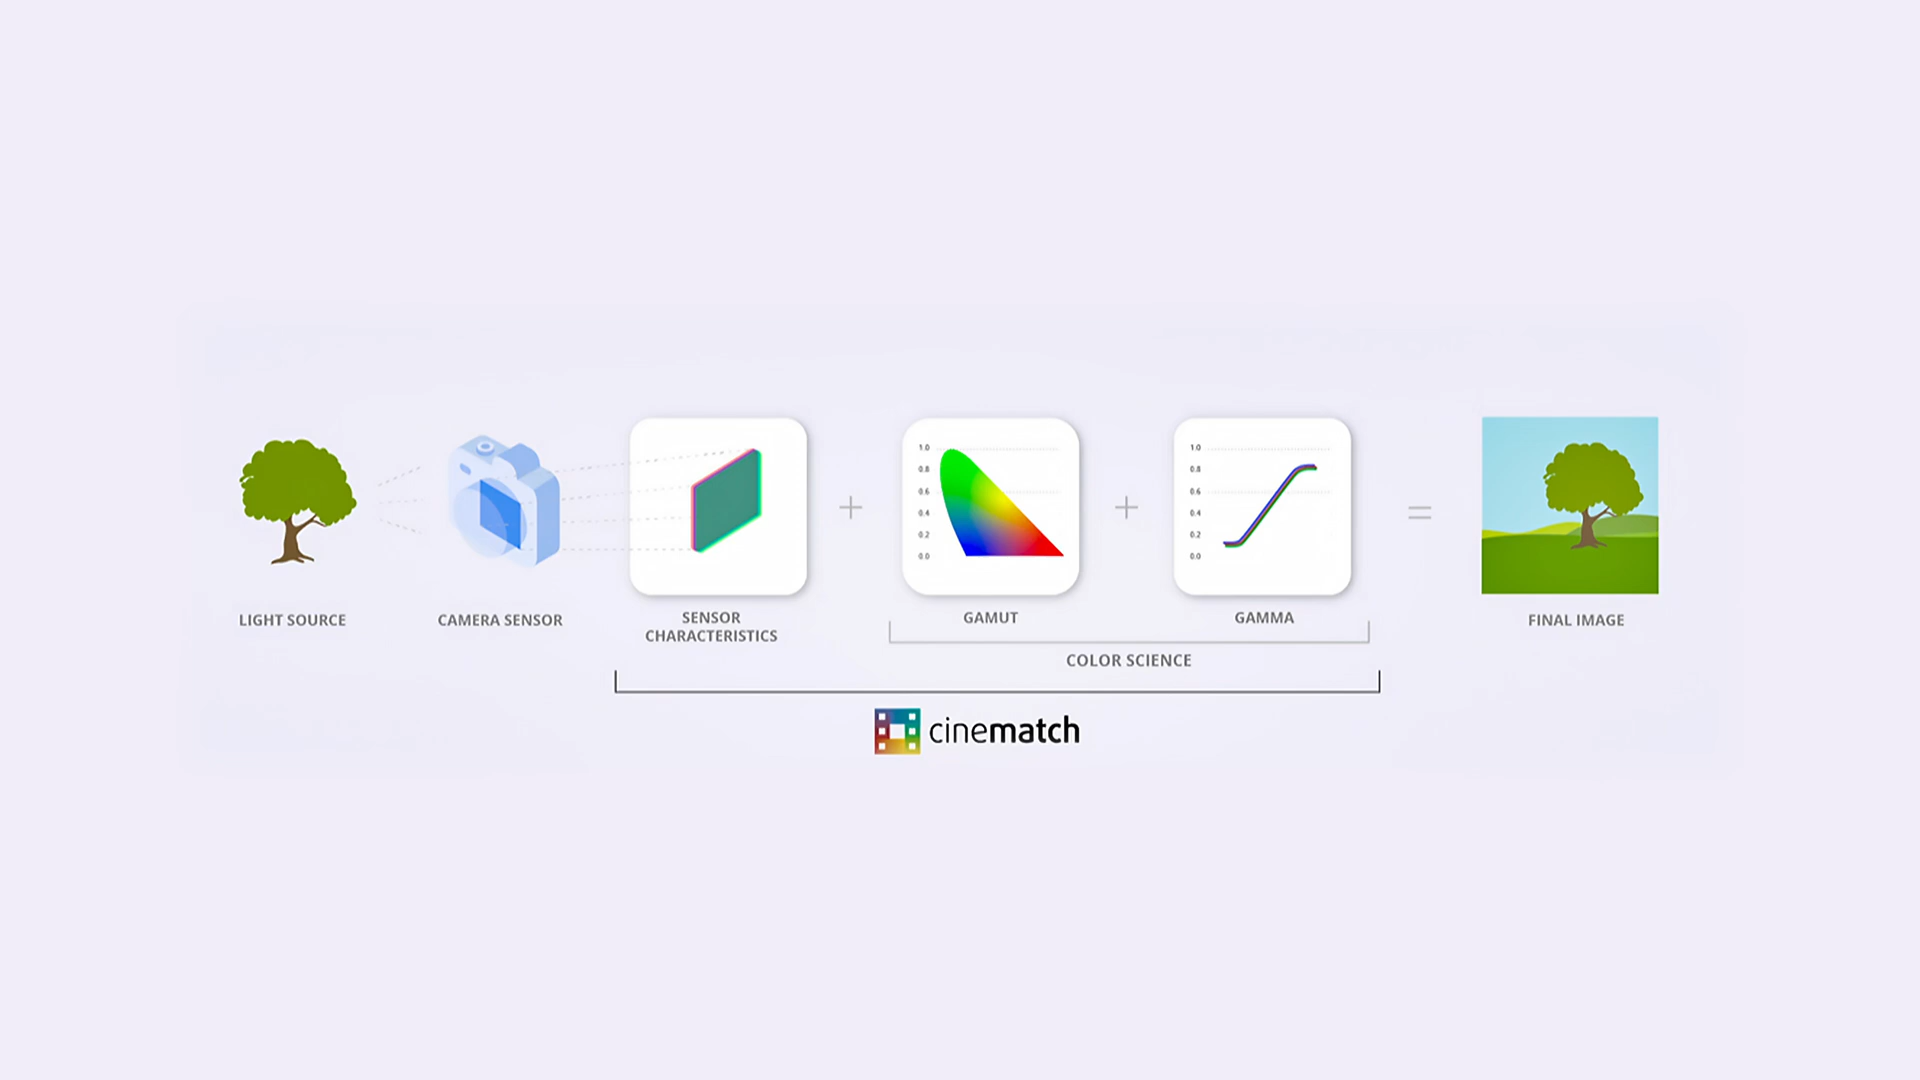 1.0
0.8
0.6
0.4
0.2
0.0
1.0
0.8
0.6
0.4
0.2
0.0
LIGHT SOURCE
CAMERA SENSOR
SENSOR
CHARACTERISTICS
GAMUT
GAMMA
FINAL IMAGE
COLOR SCIENCE
cinematch